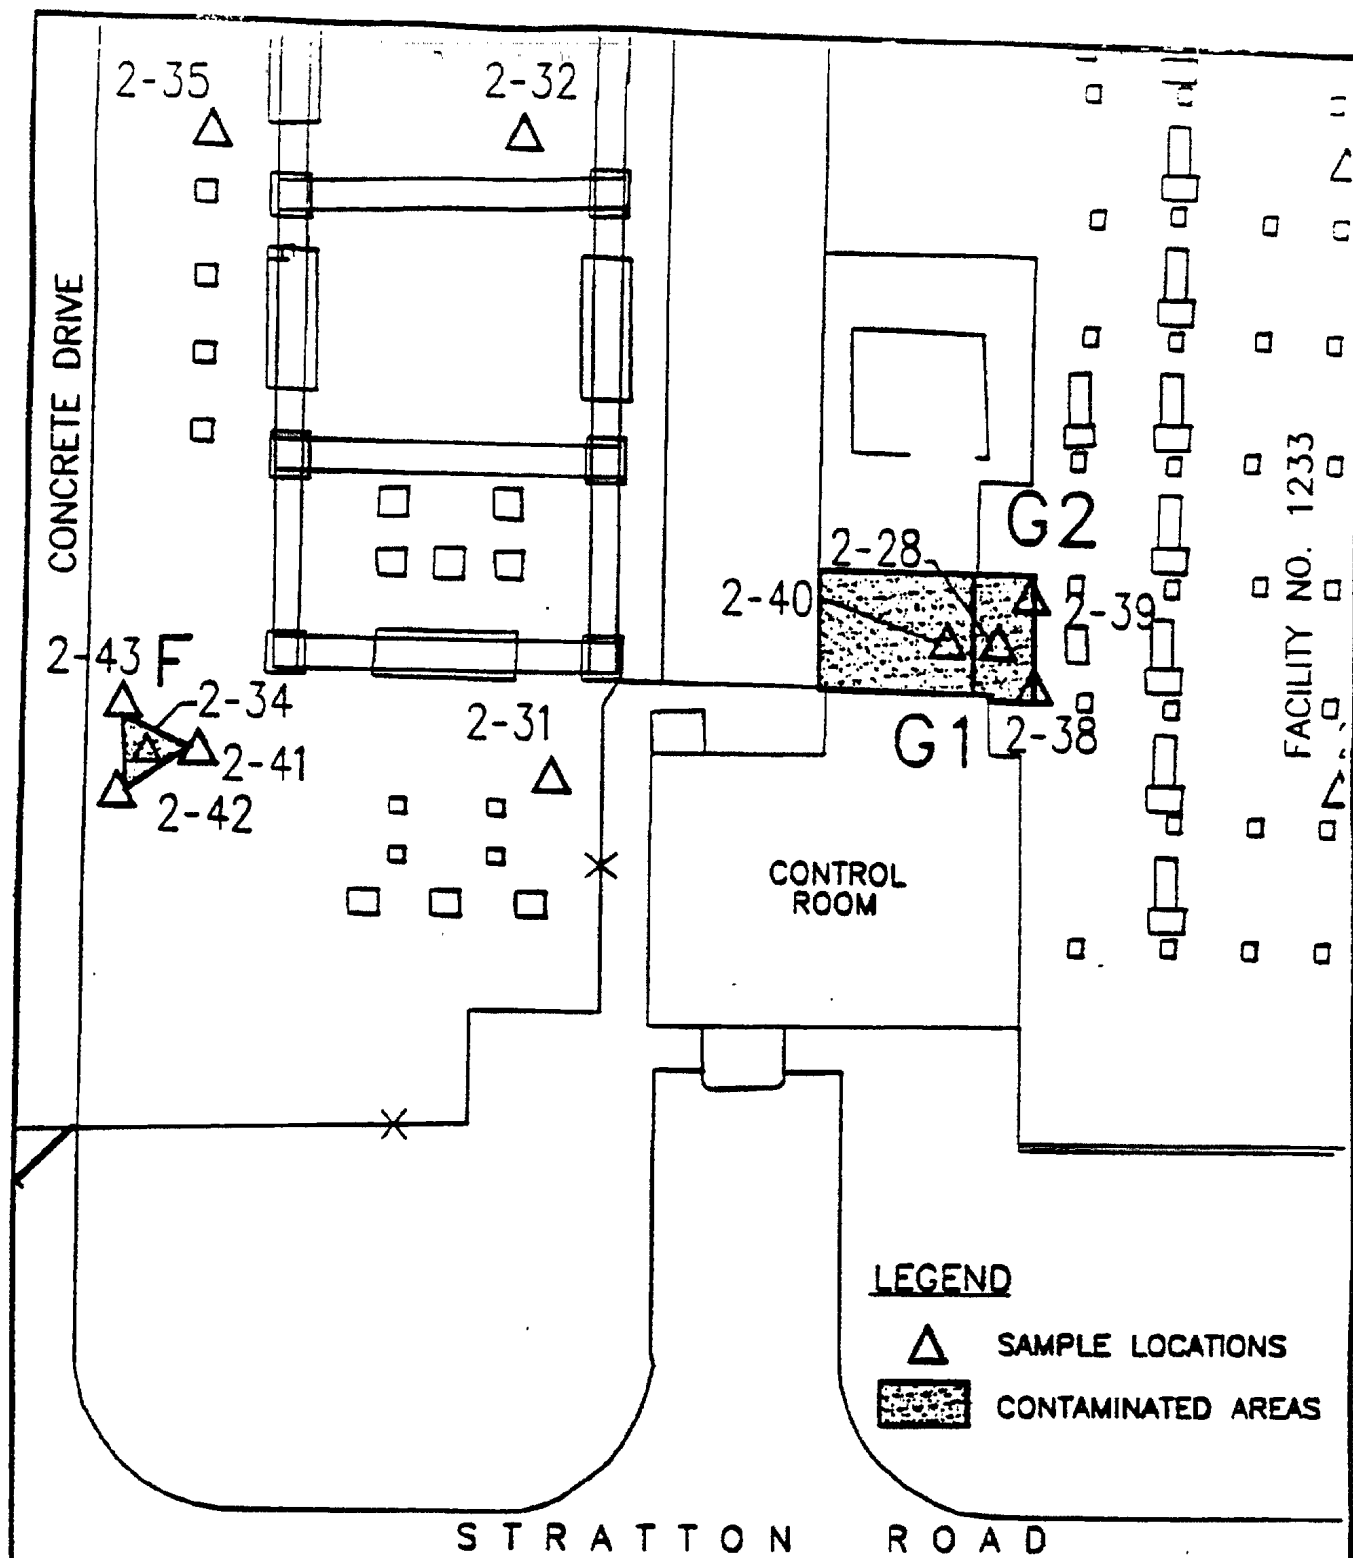 2-35
2-32
CONCRETE DRIVE
FACILITY NO. 1233
G2
2-28
2-40
2-39
2-43 F
2-34
2-31
G1
2-38
2-41
2-42
CONTROL
ROOM
LEGEND
SAMPLE LOCATIONS
CONTAMINATED AREAS
STRATTON ROAD